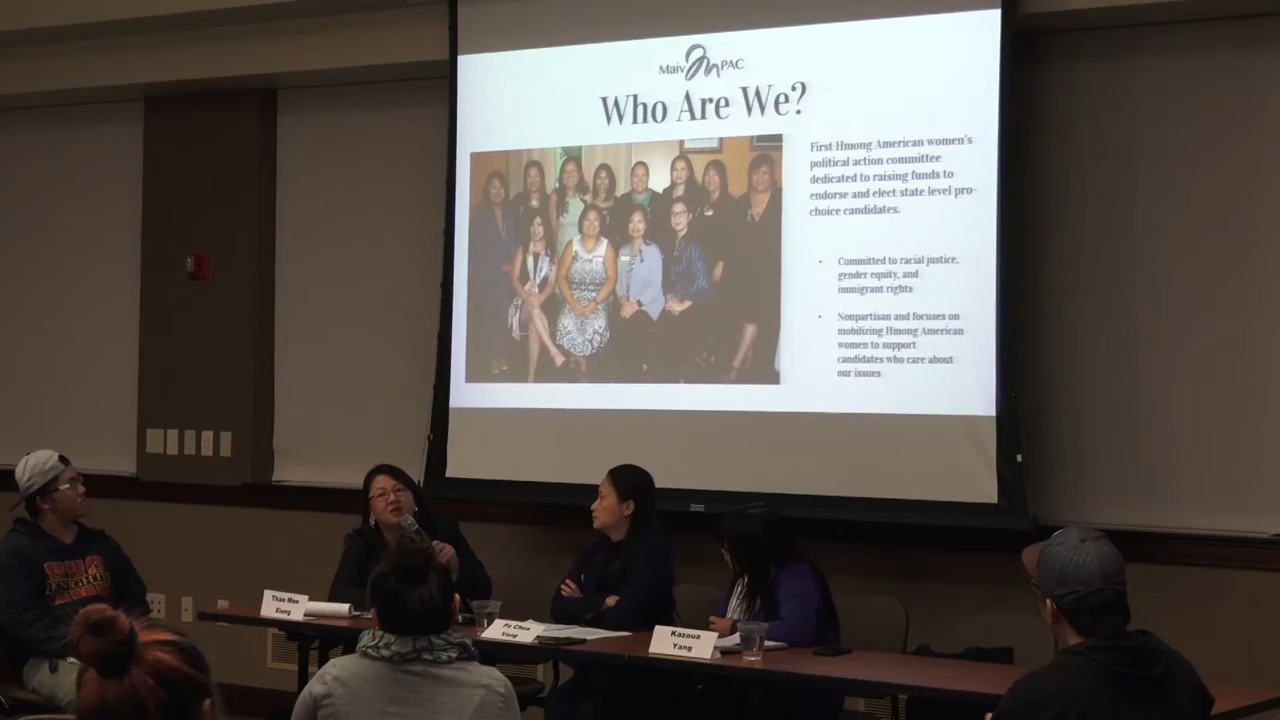 Maiv PAC
Who Are We?
First Hmong American women's
political action committee
dedicated to raising funds to
endorse and elect state level pro-
choice candidates.
• Committed to racial justice,
gender equity, and
immigrant rights
• Nonpartisan and focuses on
mobilizing Hmong American
women to support
candidates who care about
our issues
Thao Mee
Xiong
Pa Chua
Vang
Kazoua
Yang